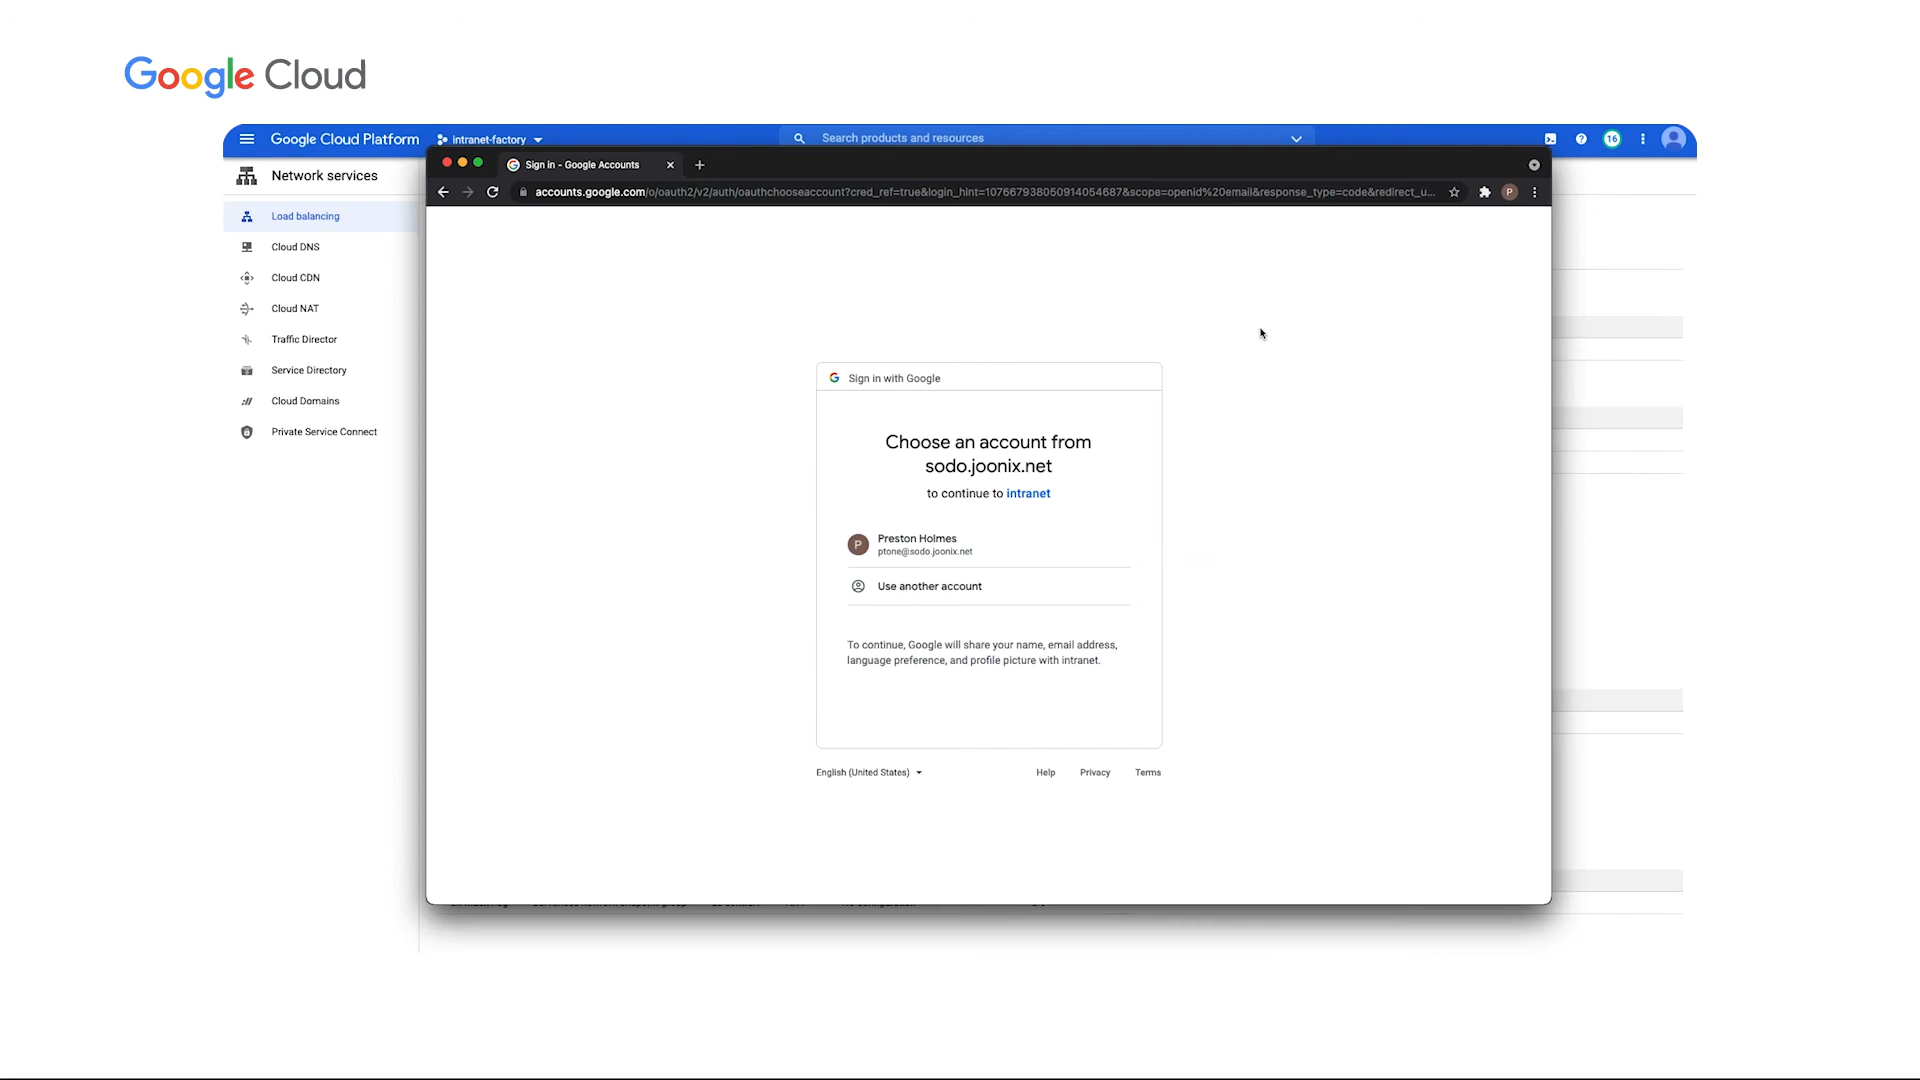 Google Cloud
Google Cloud Platform
intranet-factory
Search products and resources
16
Network services
Load balancing
Cloud DNS
Cloud CDN
Cloud NAT
Traffic Director
Service Directory
Cloud Domains
Private Service Connect
Sign in - Google Accounts
accounts.google.com/o/oauth2/v2/auth/oauthchooseaccount?cred_ref=true&login_hint=107667938050914054687&scope=openid%20email&response_type=code&redirect_u...
P
Sign in with Google
Choose an account from
sodo.joonix.net
to continue to intranet
P
Preston Holmes
ptone@sodo.joonix.net
Use another account
To continue, Google will share your name, email address,
language preference, and profile picture with intranet.
English (United States)
Help
Privacy
Terms